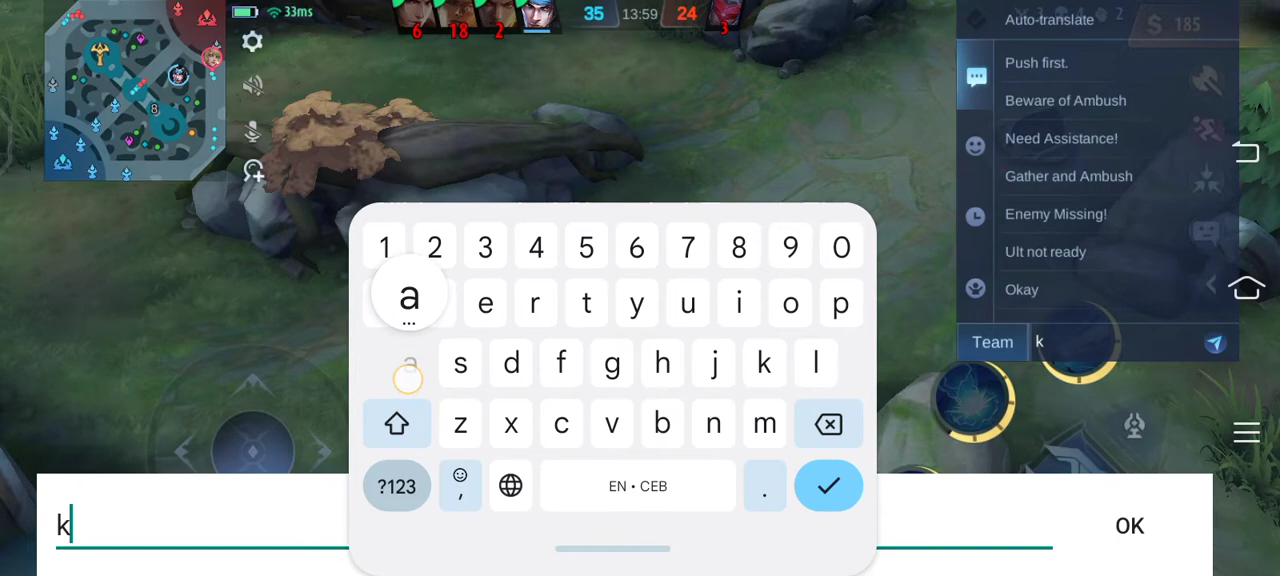 33ms
6
18
2
35
13:59
24
3
8
Auto-translate
2
$ 185
Push first.
Beware of Ambush
Need Assistance!
Gather and Ambush
Enemy Missing!
Ult not ready
Okay
Team k
1 2 3 4 5 6 7 8 9 0
a e r t y u i o p
a s d f g h j k l
z x c v b n m
?123 , EN • CEB .
k
OK